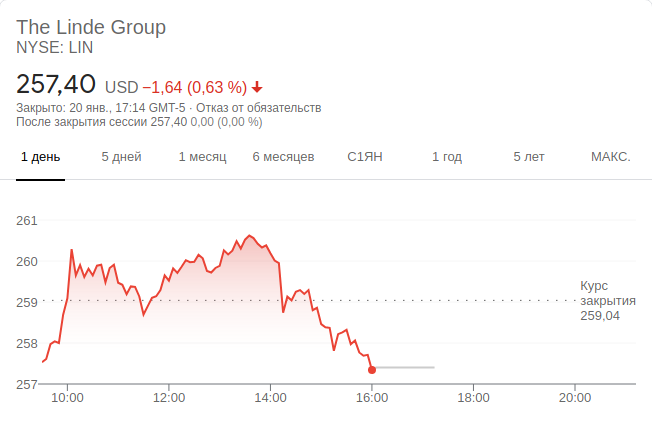 The Linde Group
NYSE: LIN
257,40 USD −1,64 (0,63 %)
Закрыто: 20 янв., 17:14 GMT-5 · Отказ от обязательств
После закрытия сессии 257,40 0,00 (0,00 %)
1 день 5 дней 1 месяц 6 месяцев С1ЯН 1 год 5 лет МАКС.
261
260
259
258
257
Курс
закрытия
259,04
10:00 12:00 14:00 16:00 18:00 20:00